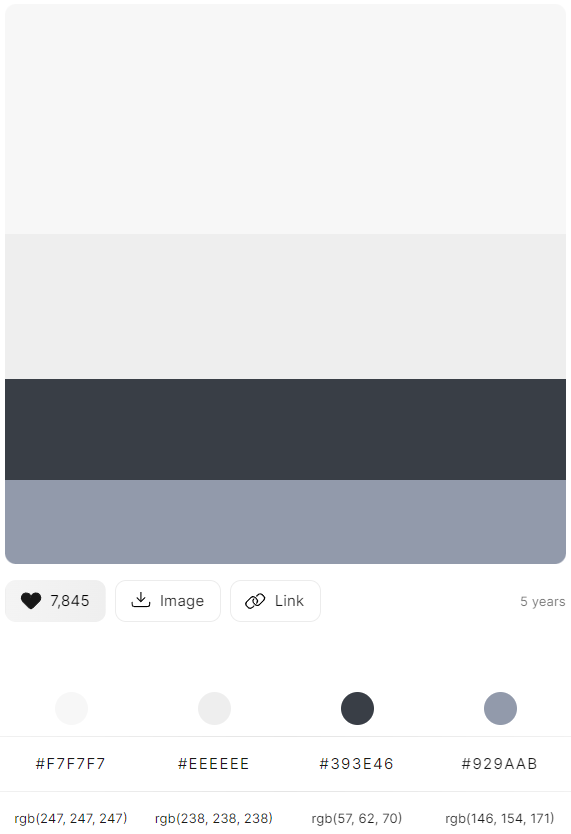 7,845 Image Link 5 years
#F7F7F7 #EEEEEE #393E46 #929AAB
rgb(247, 247, 247) rgb(238, 238, 238) rgb(57, 62, 70) rgb(146, 154, 171)